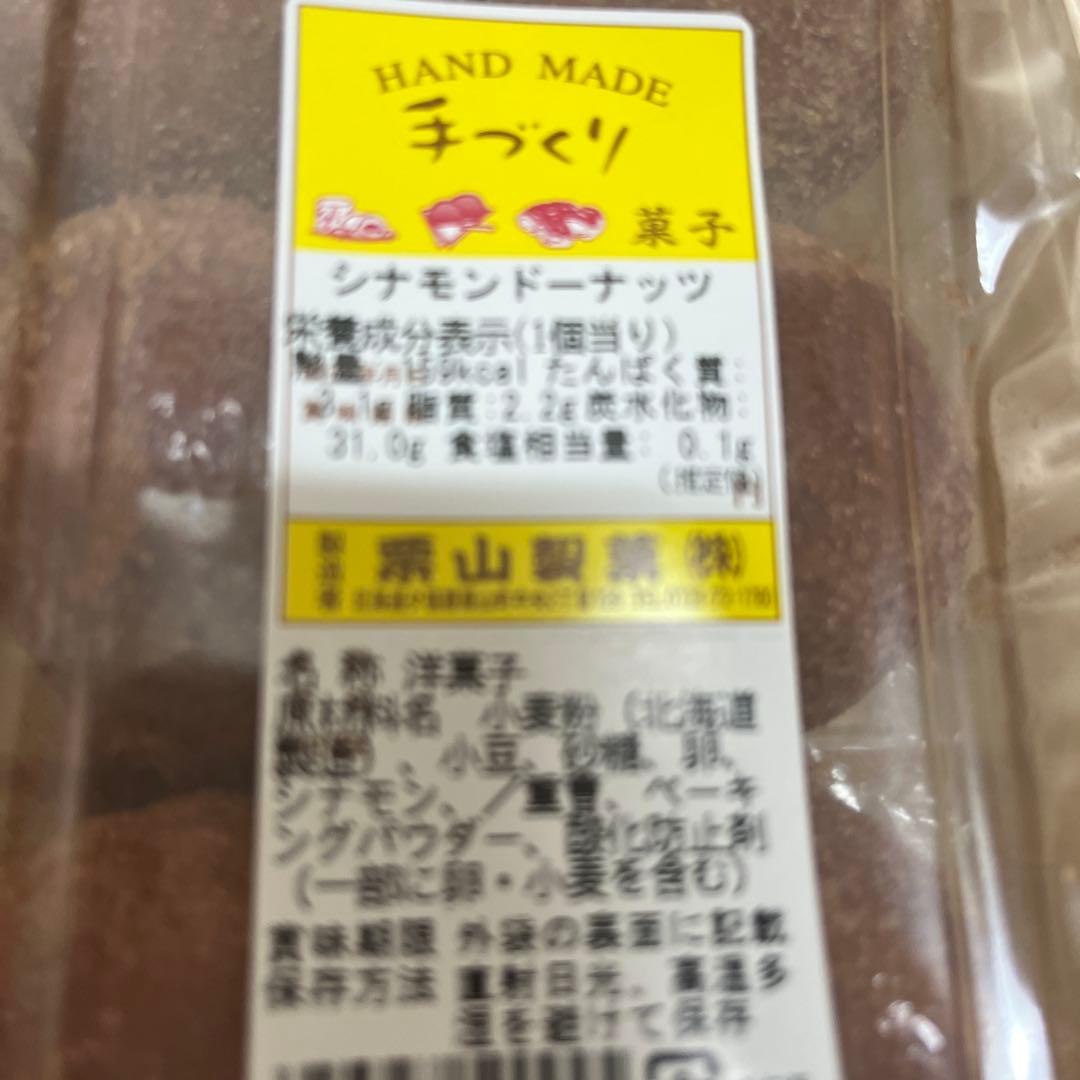 HAND MADE
手づくり
菓子
シナモンドーナッツ
栄養成分表示(1個当り)
kcal たんぱく質:
3.1g 脂質:2.2g 炭水化物:
31.0g 食塩相当量: 0.1g
(推定値)
製造者 栗山製菓(株)
名称 洋菓子
原材料名 小麦粉(北海道
製造)、小豆、砂糖、卵、
シナモン、/重曹、ベーキ
ングパウダー、酸化防止剤
(一部に卵・小麦を含む)
賞味期限 外袋の裏面に記載
保存方法 直射日光、高温多
湿を避けて保存